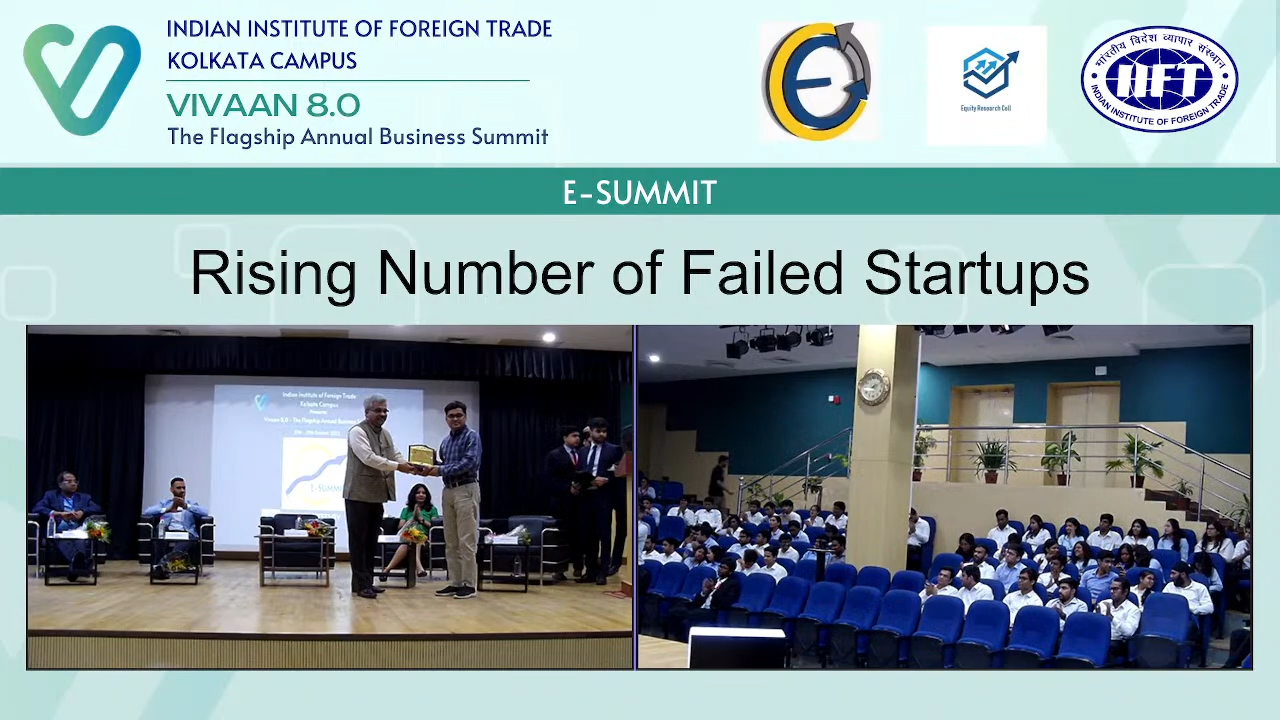 INDIAN INSTITUTE OF FOREIGN TRADE
KOLKATA CAMPUS
VIVAAN 8.0
The Flagship Annual Business Summit
Equity Research Cell
भारतीय विदेश व्यापार संस्थान
IIFT
INDIAN INSTITUTE OF FOREIGN TRADE
E-SUMMIT
Rising Number of Failed Startups
Indian Institute of Foreign Trade
Kolkata Campus
Presents
Vivaan 8.0 - The Flagship Annual Business
E-SUMMIT